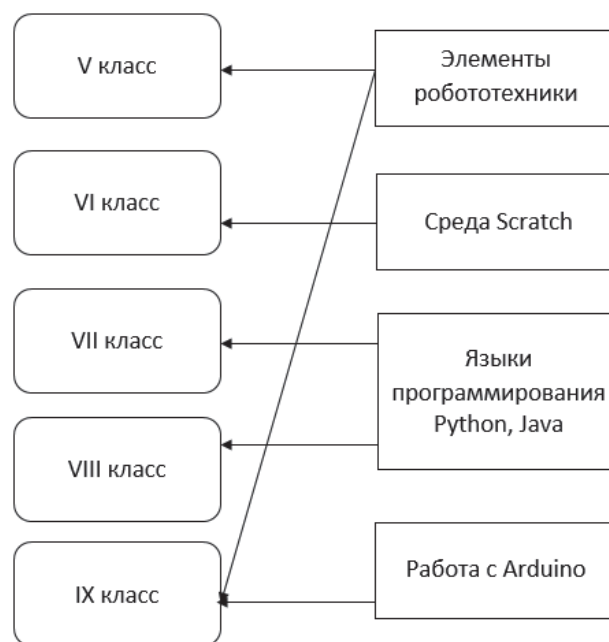 V класс
Элементы
робототехники
VI класс
Среда Scratch
VII класс
Языки
программирования
Python, Java
VIII класс
IX класс
Работа с Arduino